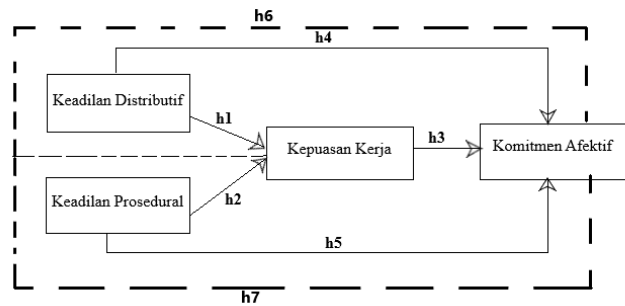 h6
h4
Keadilan Distributif
h1
Kepuasan Kerja
h3
Komitmen Afektif
Keadilan Prosedural
h2
h5
h7